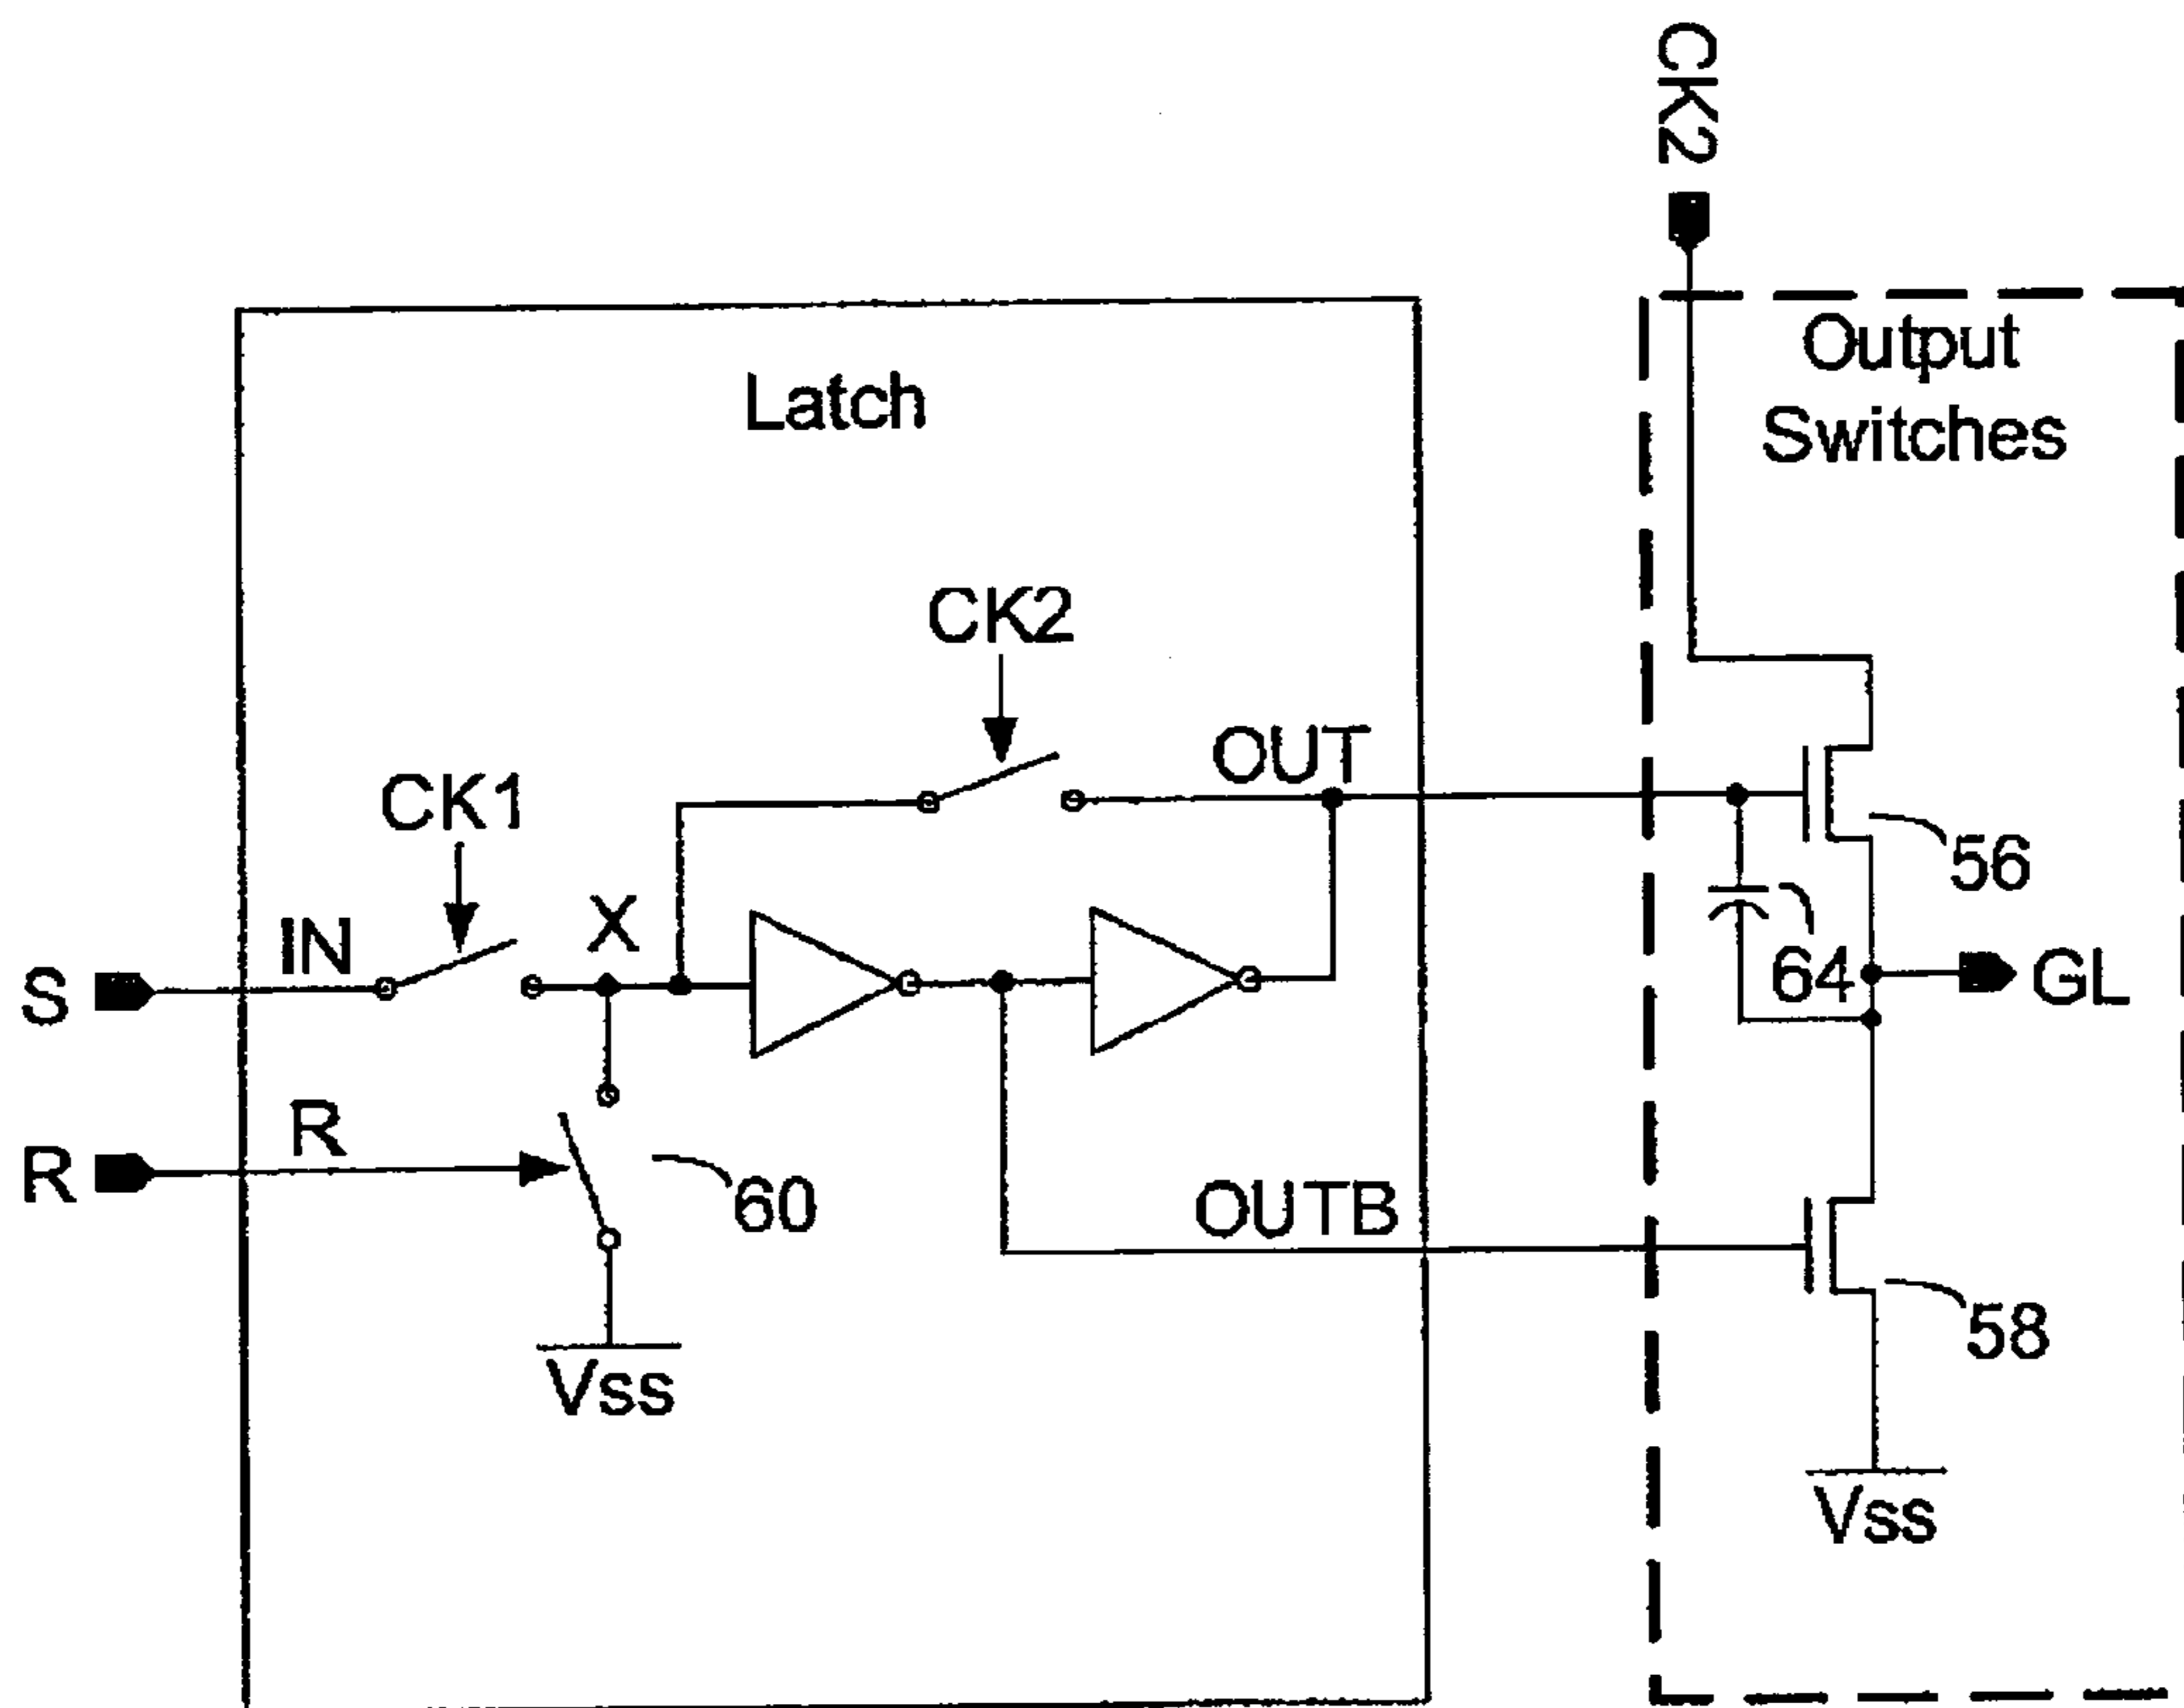 CK2
Output
Switches
Latch
CK2
OUT
CK1
56
X
IN
S
64
GL
R
R
60
OUTB
58
Vss
Vss